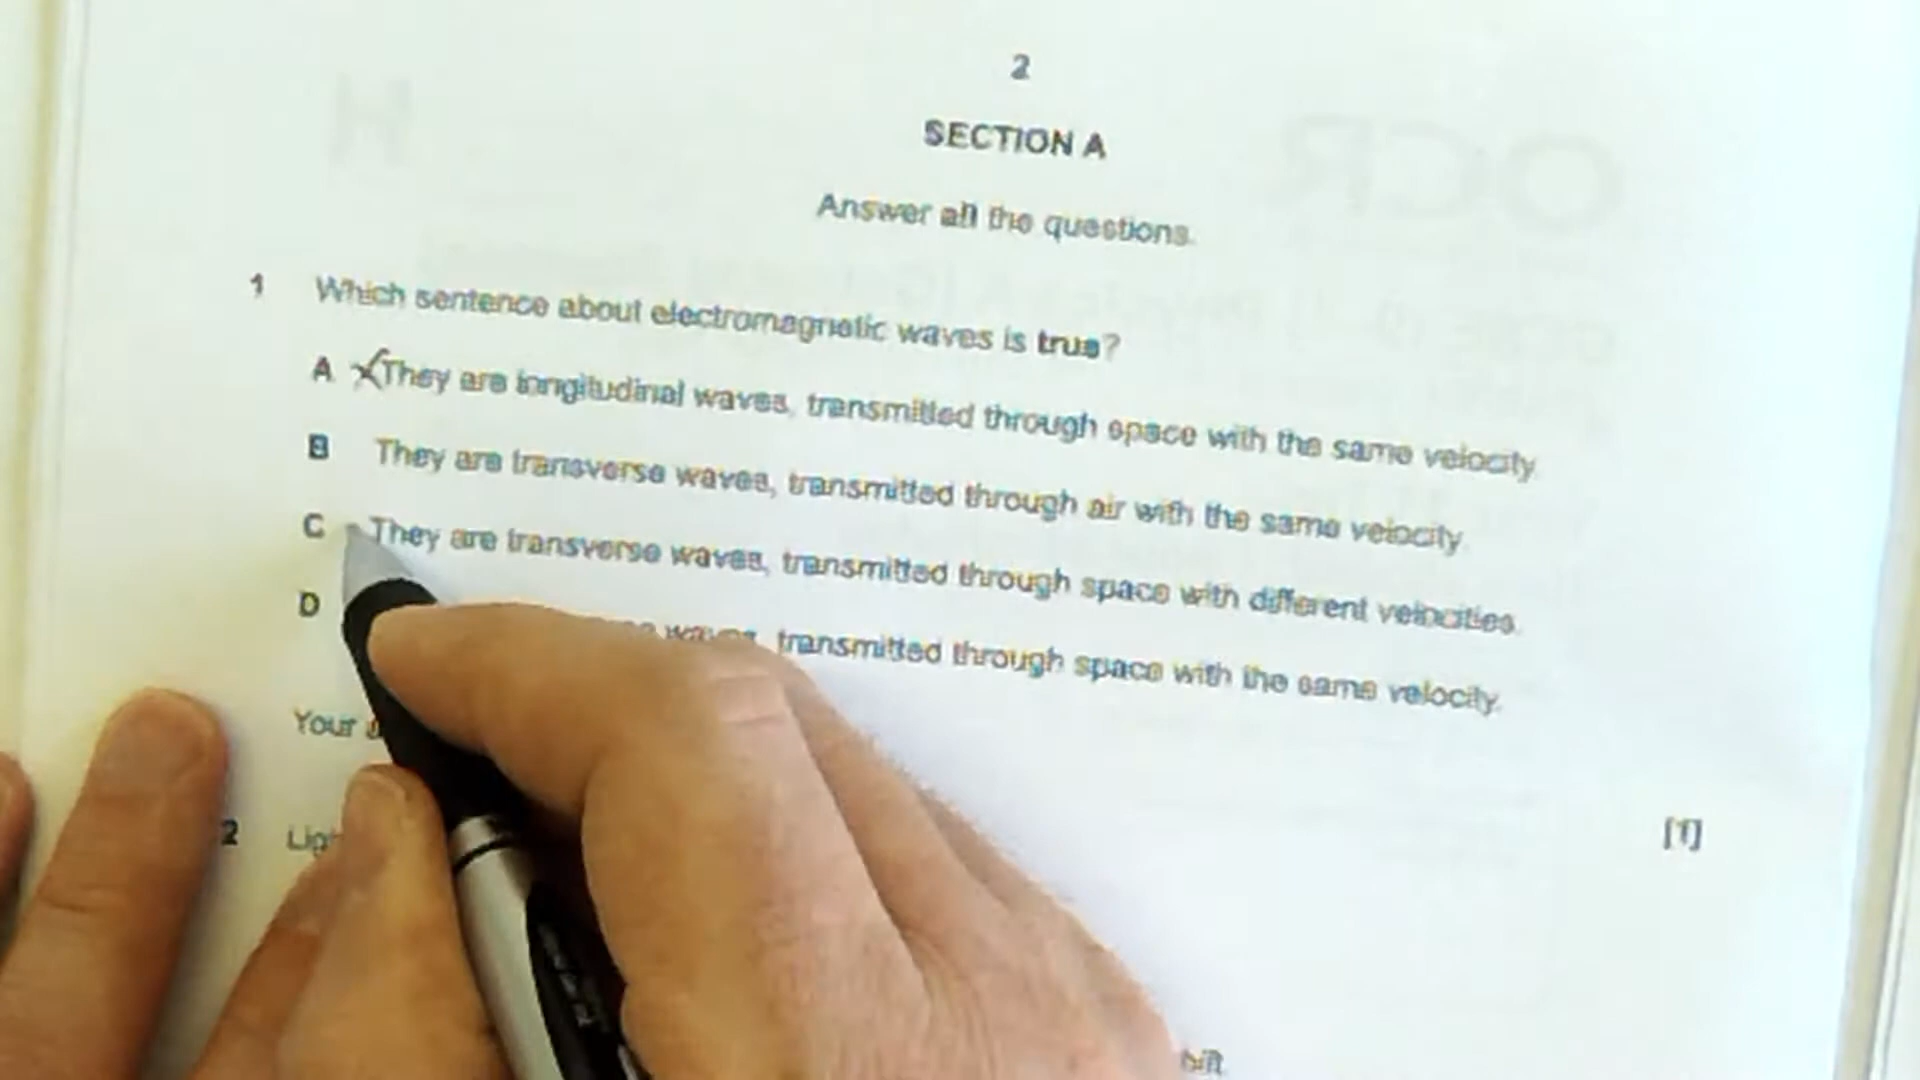 2
SECTION A
Answer all the questions.
1 Which sentence about electromagnetic waves is true?
A They are longitudinal waves, transmitted through space with the same velocity.
B They are transverse waves, transmitted through air with the same velocity.
C They are transverse waves, transmitted through space with different velocities.
D waves, transmitted through space with the same velocity.
Your
[1]
2
OCR
H